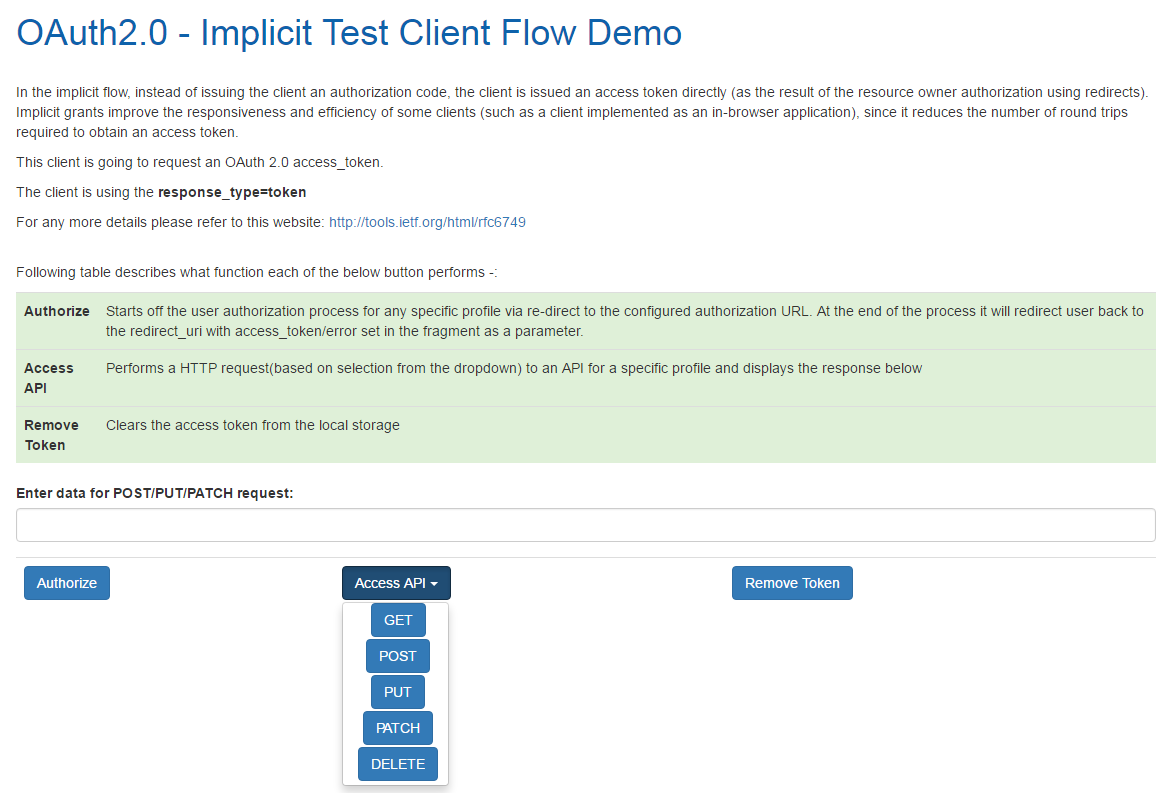 OAuth2.0 - Implicit Test Client Flow Demo
In the implicit flow, instead of issuing the client an authorization code, the client is issued an access token directly (as the result of the resource owner authorization using redirects).
Implicit grants improve the responsiveness and efficiency of some clients (such as a client implemented as an in-browser application), since it reduces the number of round trips
required to obtain an access token.
This client is going to request an OAuth 2.0 access_token.
The client is using the response_type=token
For any more details please refer to this website: http://tools.ietf.org/html/rfc6749
Following table describes what function each of the below button performs -:
Authorize Starts off the user authorization process for any specific profile via re-direct to the configured authorization URL. At the end of the process it will redirect user back to
the redirect_uri with access_token/error set in the fragment as a parameter.
Access Performs a HTTP request(based on selection from the dropdown) to an API for a specific profile and displays the response below
API
Remove Clears the access token from the local storage
Token
Enter data for POST/PUT/PATCH request:
Authorize Access API Remove Token
GET
POST
PUT
PATCH
DELETE